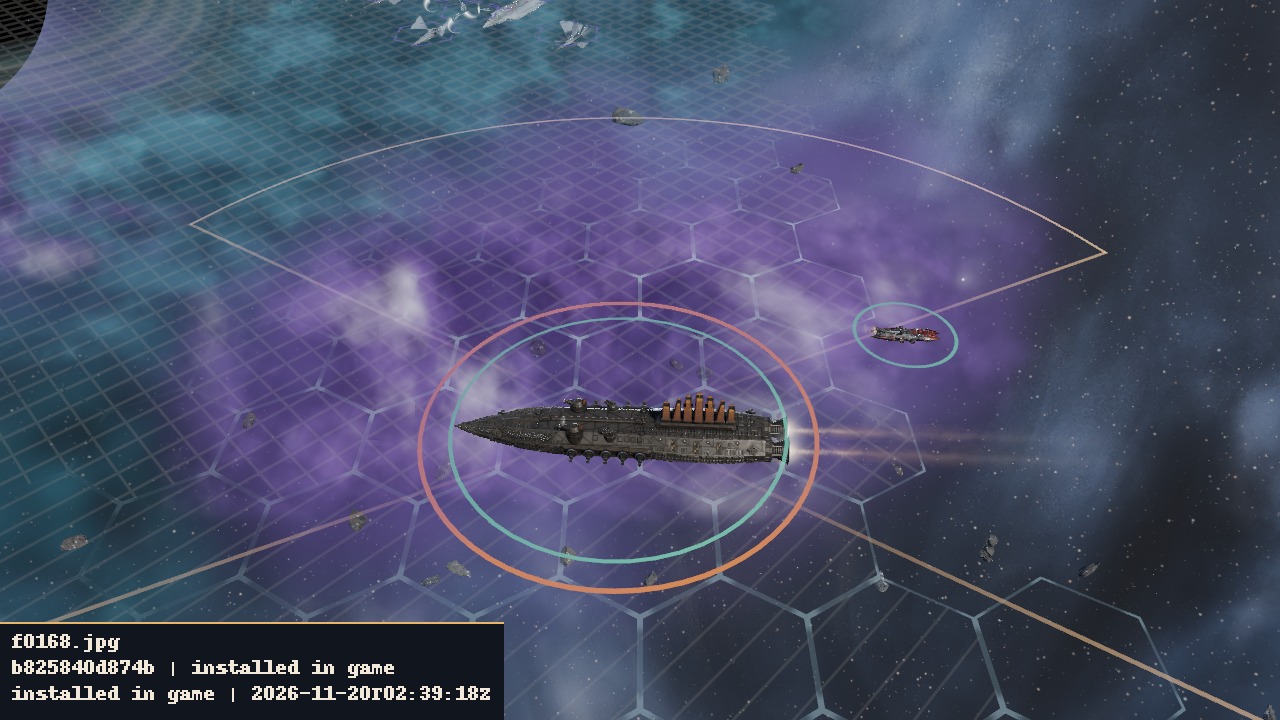 f0168.jpg
b825840d874b | installed in game
installed in game | 2026-11-20T02:39:18Z